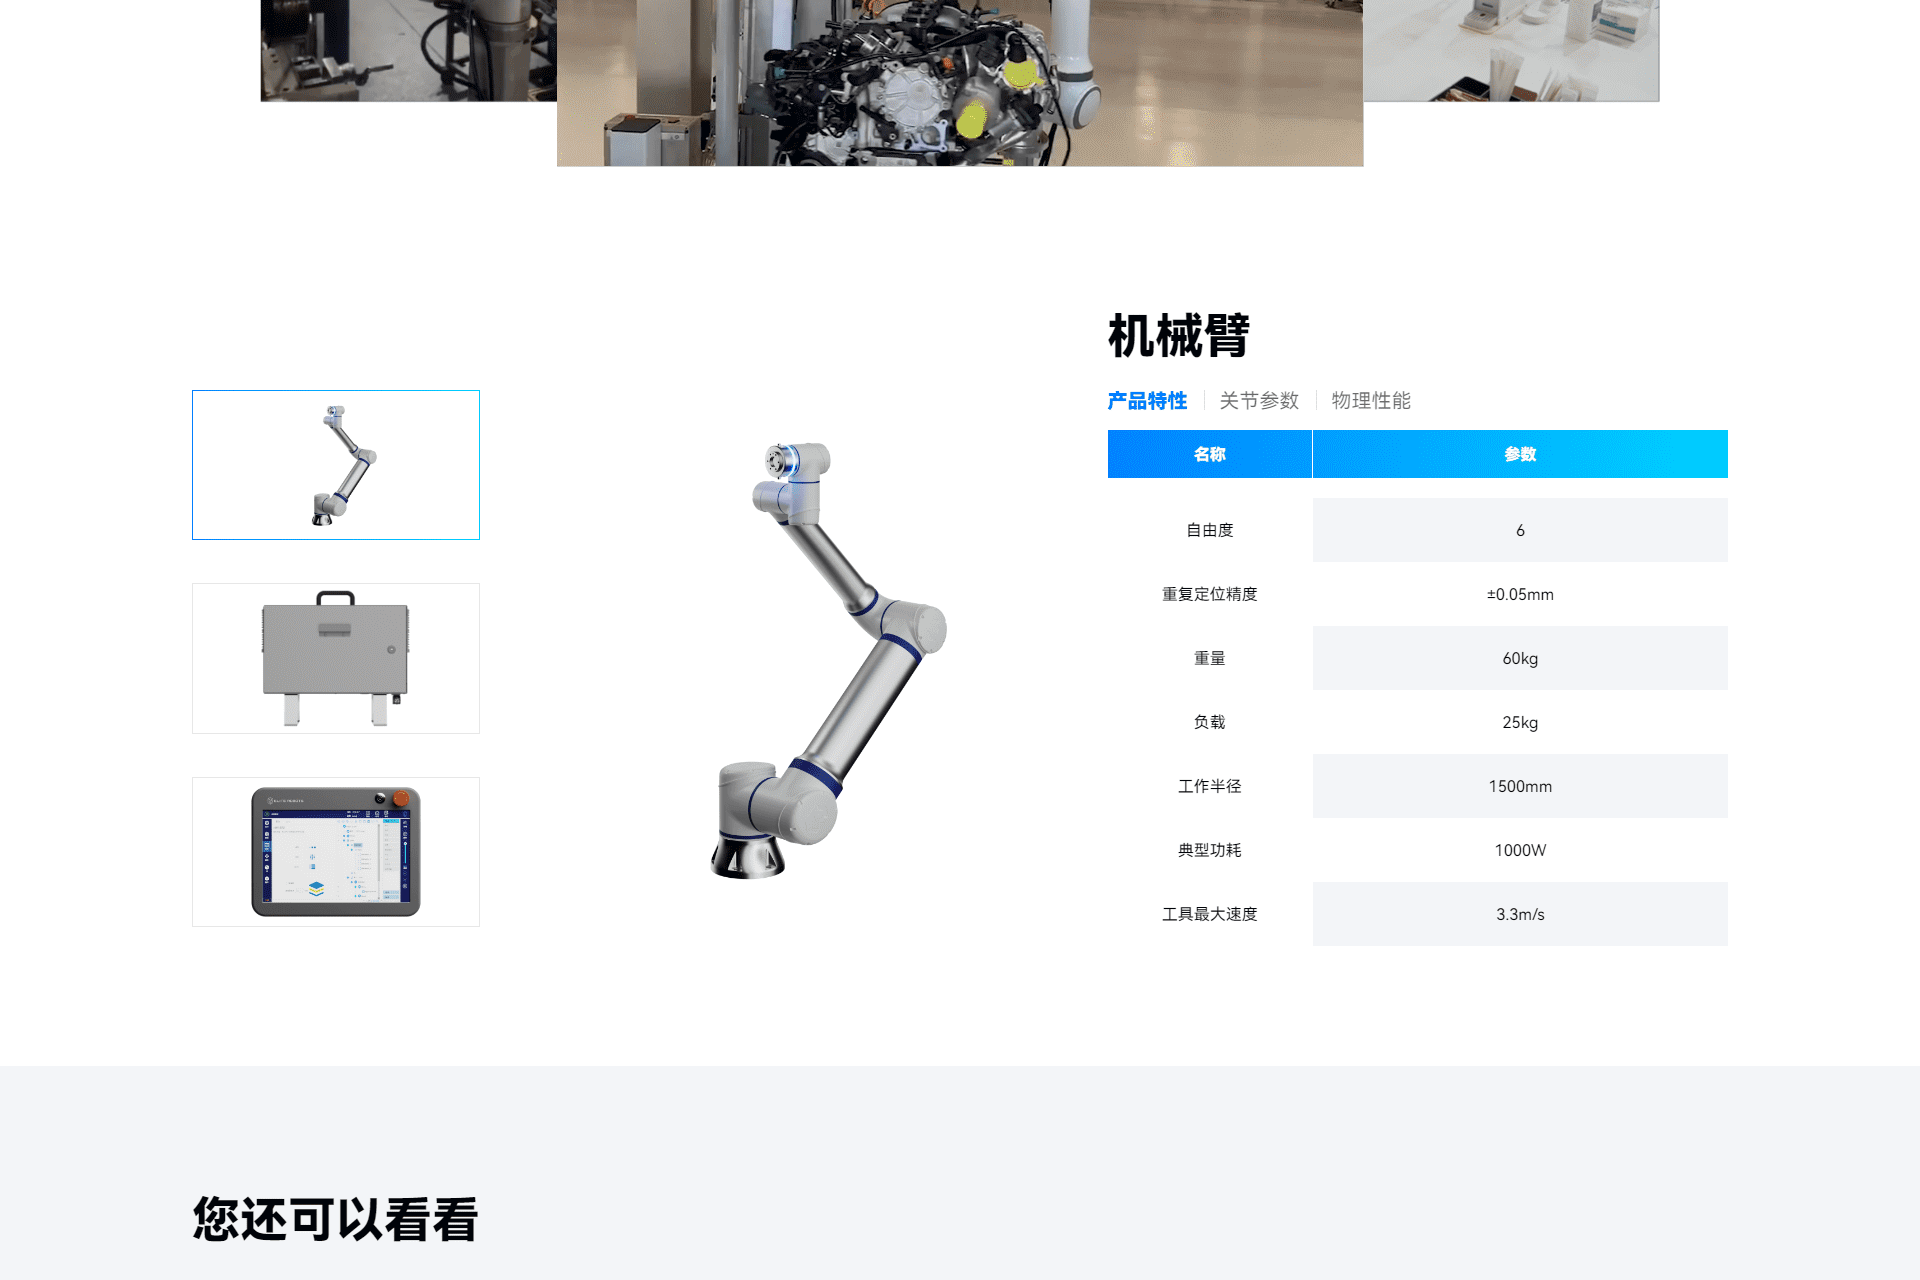 机械臂
产品特性
关节参数
物理性能
名称 参数
自由度 6
重复定位精度 ±0.05mm
重量 60kg
负载 25kg
工作半径 1500mm
典型功耗 1000W
工具最大速度 3.3m/s
ELITE ROBOTS
您还可以看看